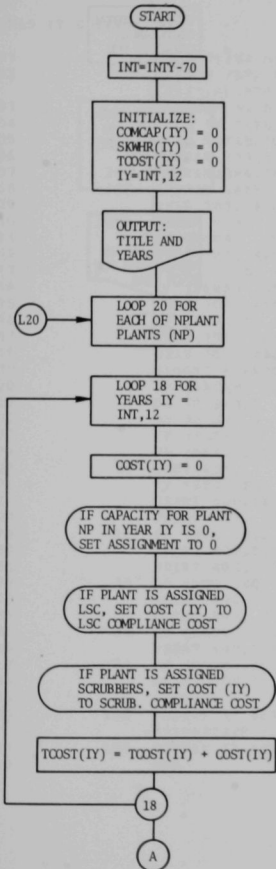 START
INT=INTY-70
INITIALIZE:
COMCAP(IY) = 0
SKWHR(IY) = 0
TCOST(IY) = 0
IY=INT,12
OUTPUT:
TITLE AND
YEARS
L20
LOOP 20 FOR
EACH OF NPLANT
PLANTS (NP)
LOOP 18 FOR
YEARS IY =
INT,12
COST(IY) = 0
IF CAPACITY FOR PLANT
NP IN YEAR IY IS 0,
SET ASSIGNMENT TO 0
IF PLANT IS ASSIGNED
LSC, SET COST (IY) TO
LSC COMPLIANCE COST
IF PLANT IS ASSIGNED
SCRUBBERS, SET COST (IY)
TO SCRUB. COMPLIANCE COST
TCOST(IY) = TCOST(IY) + COST(IY)
18
A